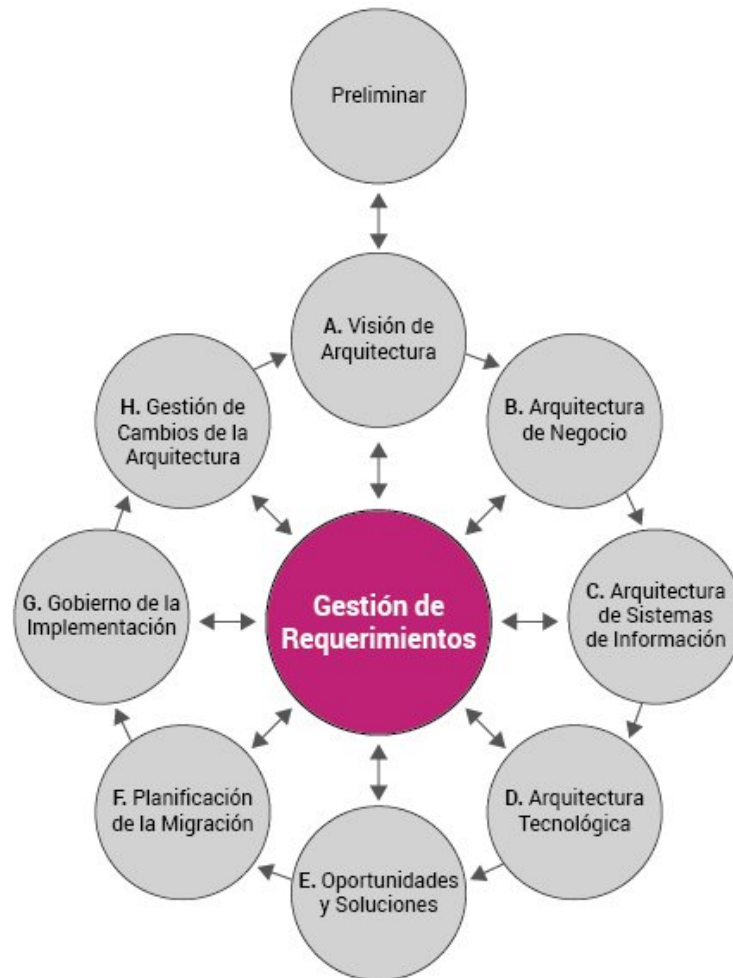 Preliminar
A. Visión de
Arquitectura
B. Arquitectura
de Negocio
C. Arquitectura
de Sistemas
de Información
D. Arquitectura
Tecnológica
E. Oportunidades
y Soluciones
F. Planificación
de la Migración
G. Gobierno de la
Implementación
H. Gestión de
Cambios de la
Arquitectura
Gestión de
Requerimientos